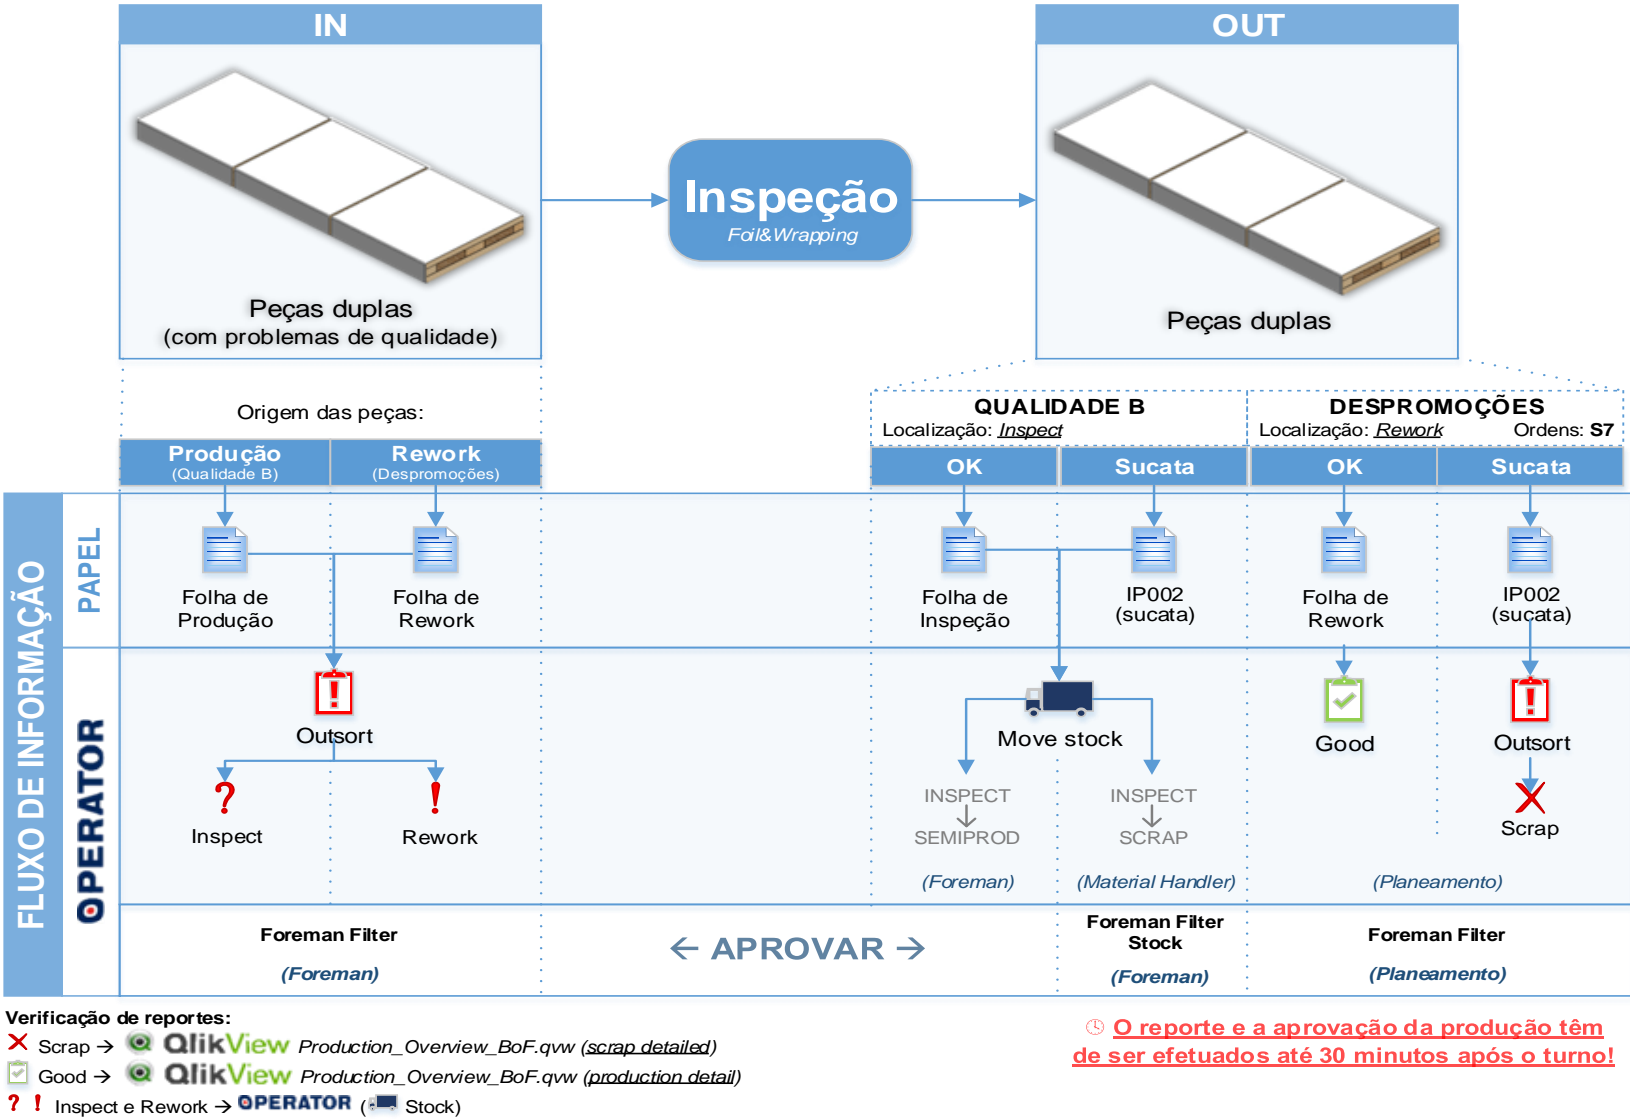 IN
OUT
Inspeção
Foil&Wrapping
Peças duplas
(com problemas de qualidade)
Peças duplas
Origem das peças:
QUALIDADE B
Localização: Inspect
DESPROMOÇÕES
Localização: Rework Ordens: S7
Produção
(Qualidade B)
Rework
(Despromoções)
OK
Sucata
OK
Sucata
FLUXO DE INFORMAÇÃO
PAPEL
Folha de
Produção
Folha de
Rework
Folha de
Inspeção
IP002
(sucata)
Folha de
Rework
IP002
(sucata)
OPERATOR
Outsort
Inspect
Rework
Move stock
INSPECT
SEMIPROD
(Foreman)
INSPECT
SCRAP
(Material Handler)
Good
Outsort
Scrap
(Planeamento)
Foreman Filter
(Foreman)
← APROVAR →
Foreman Filter
Stock
(Foreman)
Foreman Filter
(Planeamento)
Verificação de reportes:
Scrap → QlikView Production_Overview_BoF.qvw (scrap detailed)
Good → QlikView Production_Overview_BoF.qvw (production detail)
? ! Inspect e Rework → OPERATOR ( Stock)
O reporte e a aprovação da produção têm
de ser efetuados até 30 minutos após o turno!